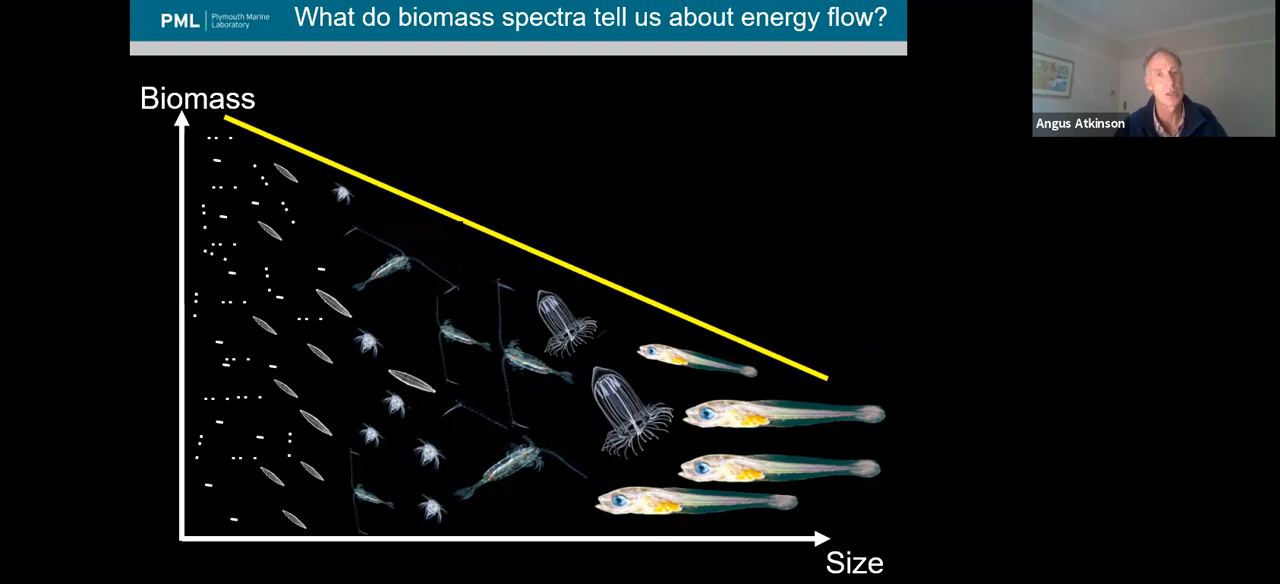 PML Plymouth Marine
Laboratory
What do biomass spectra tell us about energy flow?
Biomass
Angus Atkinson
Size